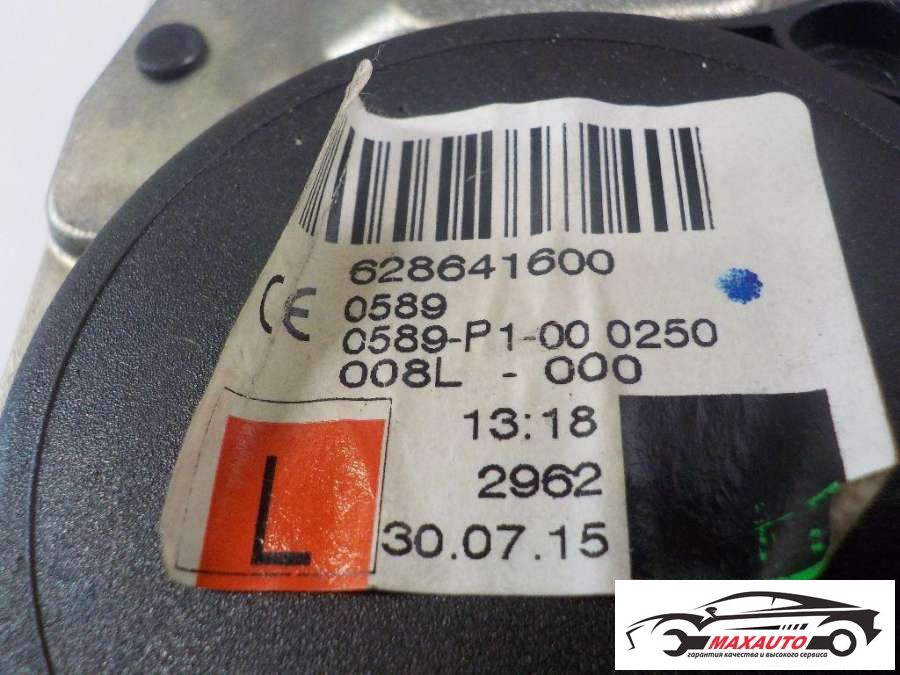 628641600
CE 0589
0589-P1-00 0250
008L - 000
13:18
2962
L 30.07.15
MAXAUTO
гарантия качества и высокого сервиса